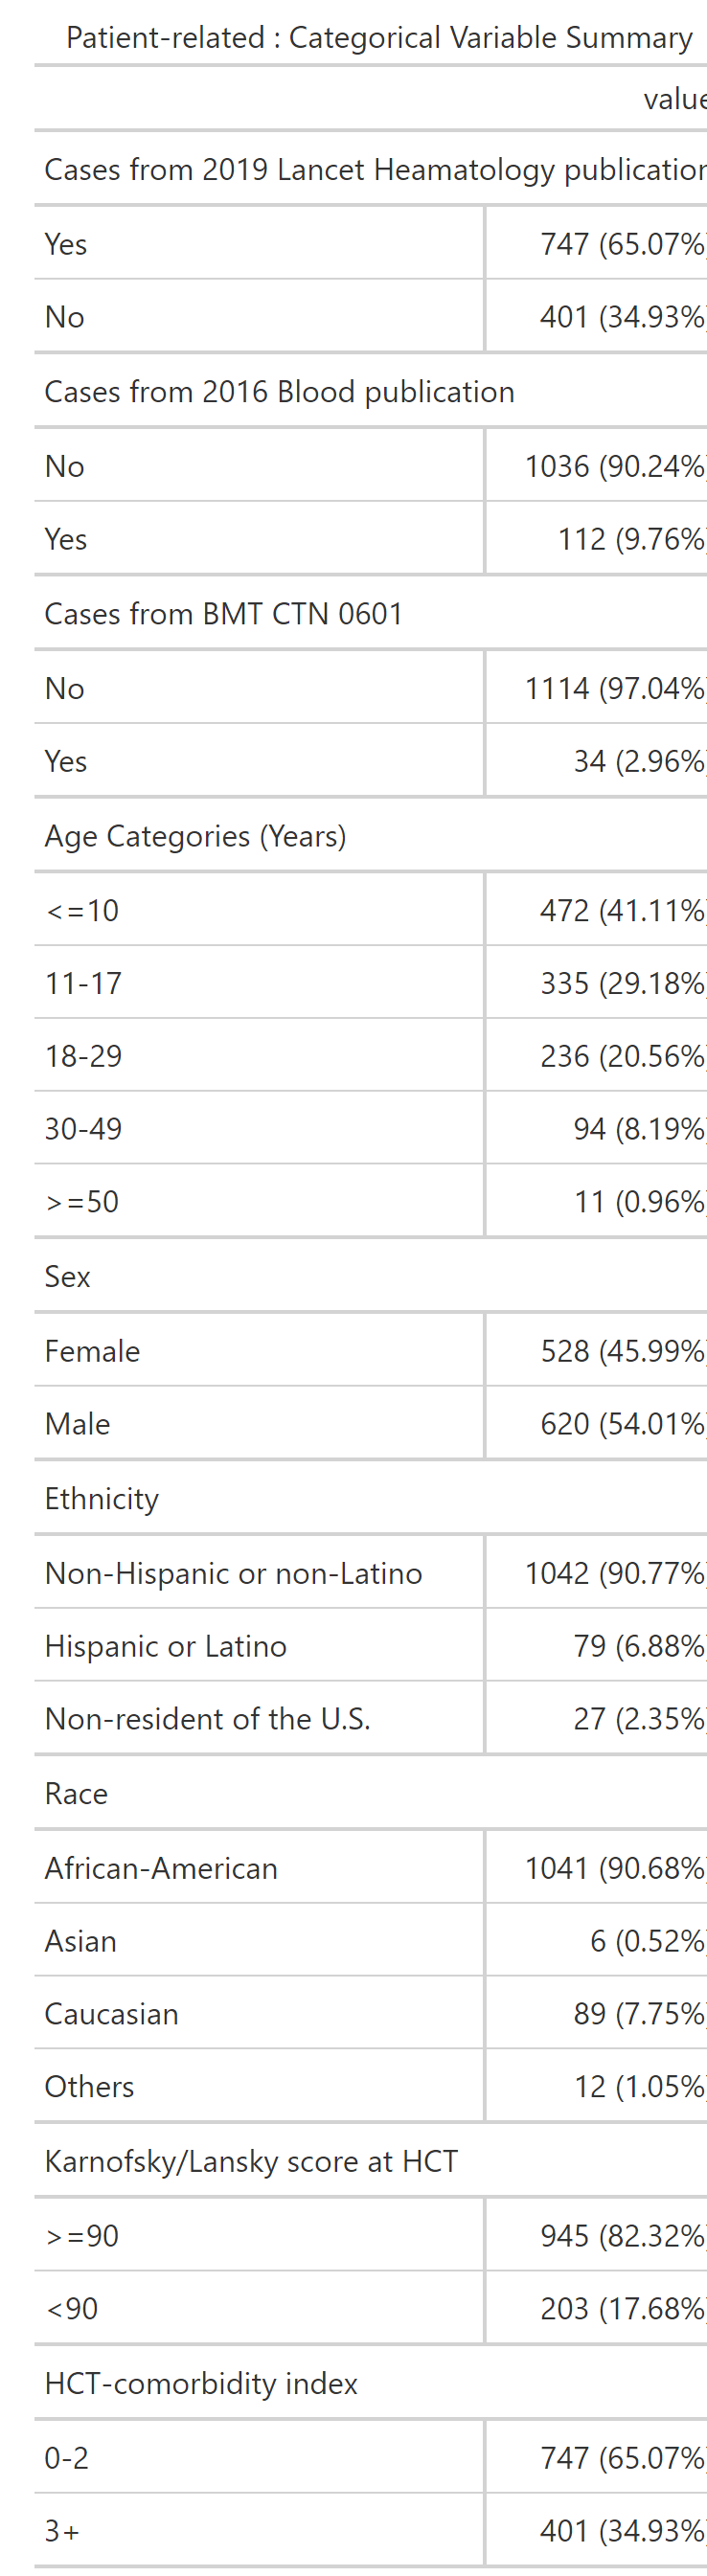 Patient-related : Categorical Variable Summary
value
Cases from 2019 Lancet Heamatology publication
Yes 747 (65.07%)
No 401 (34.93%)
Cases from 2016 Blood publication
No 1036 (90.24%)
Yes 112 (9.76%)
Cases from BMT CTN 0601
No 1114 (97.04%)
Yes 34 (2.96%)
Age Categories (Years)
<=10 472 (41.11%)
11-17 335 (29.18%)
18-29 236 (20.56%)
30-49 94 (8.19%)
>=50 11 (0.96%)
Sex
Female 528 (45.99%)
Male 620 (54.01%)
Ethnicity
Non-Hispanic or non-Latino 1042 (90.77%)
Hispanic or Latino 79 (6.88%)
Non-resident of the U.S. 27 (2.35%)
Race
African-American 1041 (90.68%)
Asian 6 (0.52%)
Caucasian 89 (7.75%)
Others 12 (1.05%)
Karnofsky/Lansky score at HCT
>=90 945 (82.32%)
<90 203 (17.68%)
HCT-comorbidity index
0-2 747 (65.07%)
3+ 401 (34.93%)